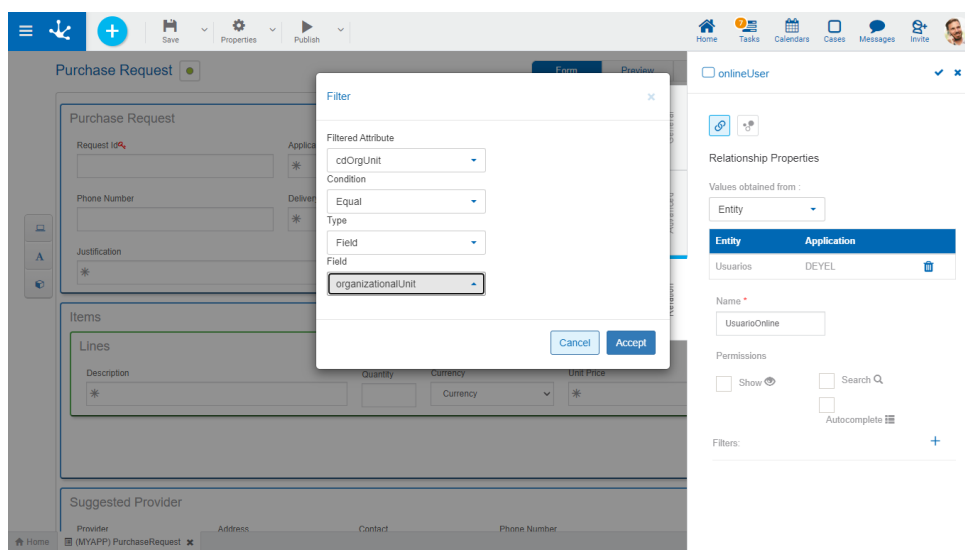 Save
Properties
Publish
Home
7
Tasks
Calendars
Cases
Messages
Invite
Purchase Request
Form
Preview
Purchase Request
Request Id
Applica
Phone Number
Deliver
Justification
A
Items
Lines
Description
Quantity
Currency
Unit Price
Currency
Suggested Provider
Provider
Address
Contact
Phone Number
Home
(MYAPP) PurchaseRequest
Filter
Filtered Attribute
cdOrgUnit
Condition
Equal
Type
Field
Field
organizationalUnit
Cancel
Accept
onlineUser
Relationship Properties
Values obtained from :
Entity
Entity Application
Usuarios DEYEL
Name *
UsuarioOnline
Permissions
Show
Search
Autocomplete
Filters: